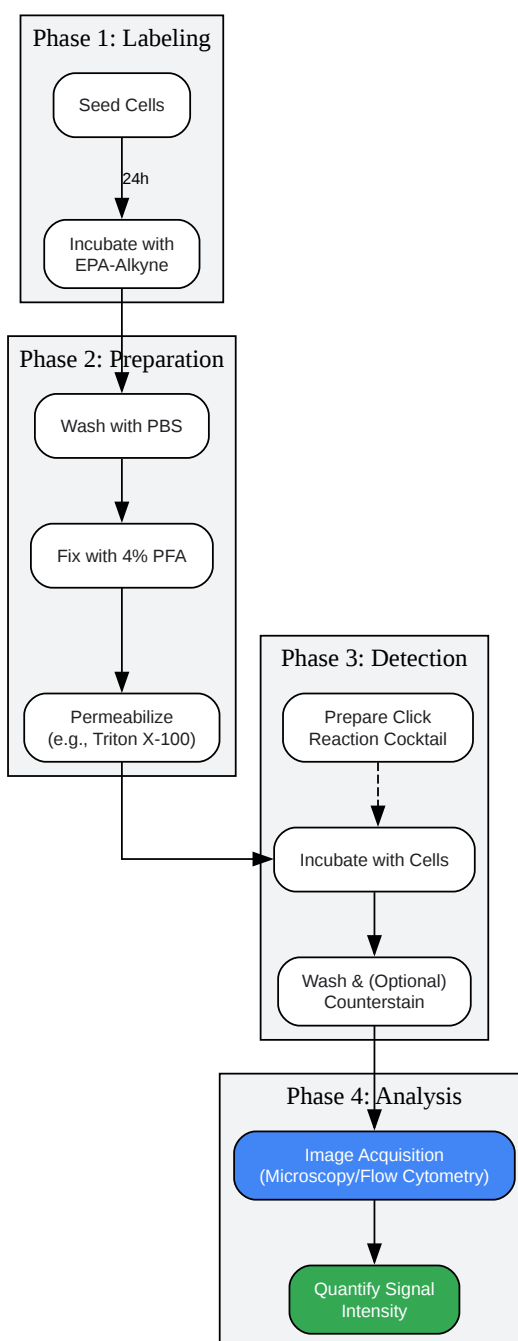 Phase 1: Labeling
Seed Cells
24h
Incubate with
EPA-Alkyne
Phase 2: Preparation
Wash with PBS
Fix with 4% PFA
Permeabilize
(e.g., Triton X-100)
Phase 3: Detection
Prepare Click
Reaction Cocktail
Incubate with Cells
Wash & (Optional)
Counterstain
Phase 4: Analysis
Image Acquisition
(Microscopy/Flow Cytometry)
Quantify Signal
Intensity